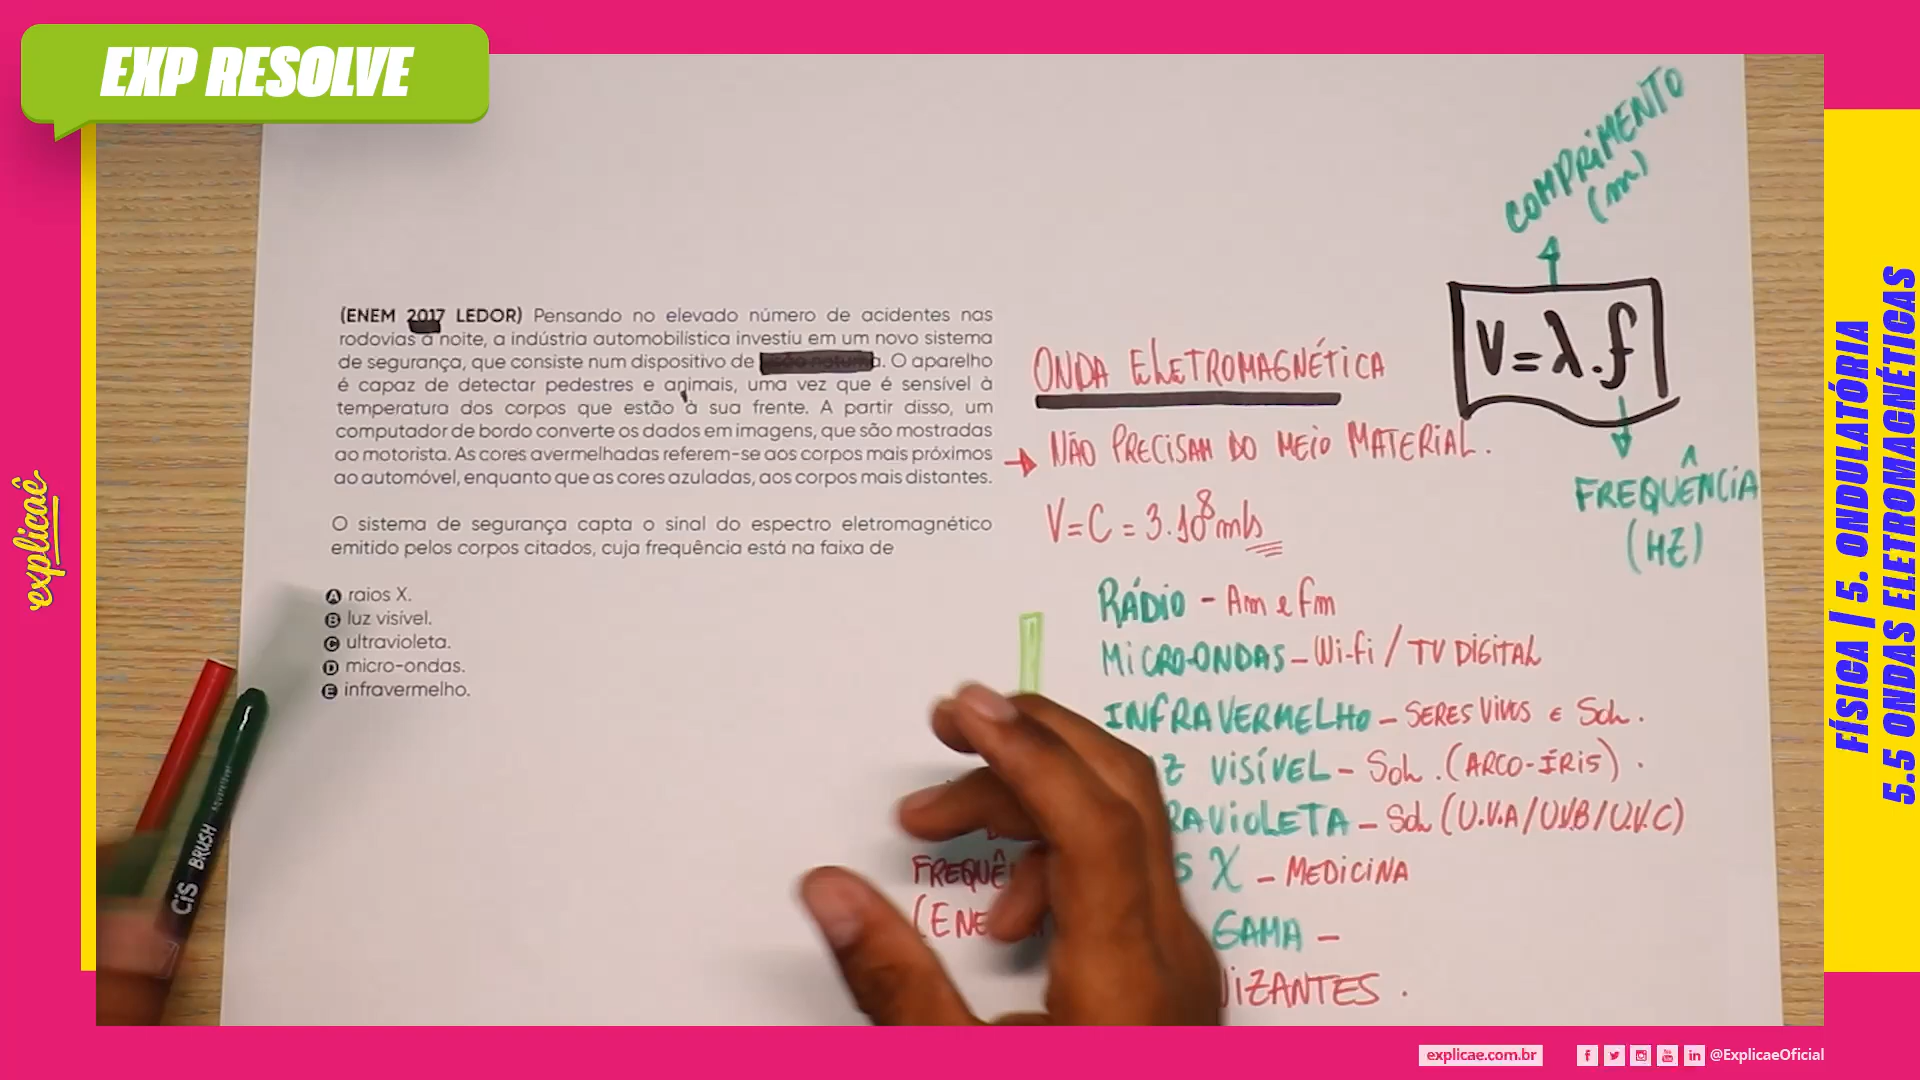 EXP RESOLVE
(ENEM 2017 LEDOR) Pensando no elevado número de acidentes nas
rodovias à noite, a indústria automobilística investiu em um novo sistema
de segurança, que consiste num dispositivo de visão noturna. O aparelho
é capaz de detectar pedestres e animais, uma vez que é sensível à
temperatura dos corpos que estão à sua frente. A partir disso, um
computador de bordo converte os dados em imagens, que são mostradas
ao motorista. As cores avermelhadas referem-se aos corpos mais próximos
ao automóvel, enquanto que as cores azuladas, aos corpos mais distantes.
O sistema de segurança capta o sinal do espectro eletromagnético
emitido pelos corpos citados, cuja frequência está na faixa de
A raios X.
B luz visível.
C ultravioleta.
D micro-ondas.
E infravermelho.
COMPRIMENTO
(m)
V=λ.f
FREQUÊNCIA
(HZ)
ONDA ELETROMAGNÉTICA
→ NÃO PRECISAM DO MEIO MATERIAL.
V=C = 3.10⁸ m/s
RÁDIO - Am e fm
MICRO-ONDAS - Wi-fi / TV DIGITAL
INFRAVERMELHO - SERES VIVOS E Sol.
Z VISÍVEL - Sol. (ARCO-ÍRIS).
RAVIOLETA - Sol (U.V.A/U.V.B/U.V.C)
S X - MEDICINA
GAMA -
IZANTES.
FREQUÊ
(ENE
CiS BRUSH
explicaê
FÍSICA | 5. ONDULATÓRIA
5.5 ONDAS ELETROMAGNÉTICAS
explicae.com.br
@ExplicaeOficial